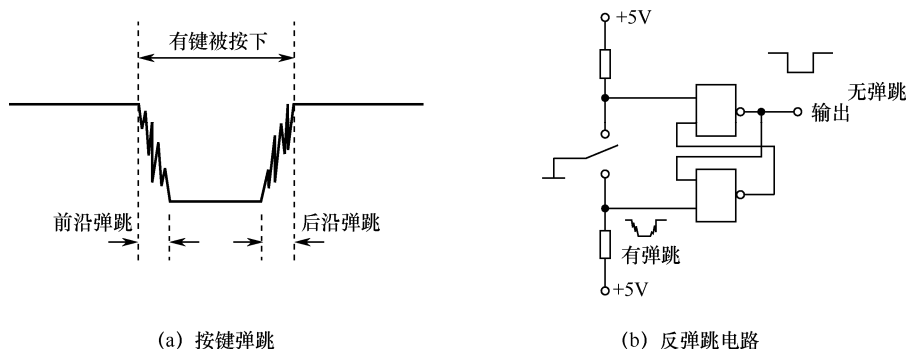 有键被按下
前沿弹跳
后沿弹跳
(a) 按键弹跳
+5V
无弹跳
输出
有弹跳
+5V
(b) 反弹跳电路